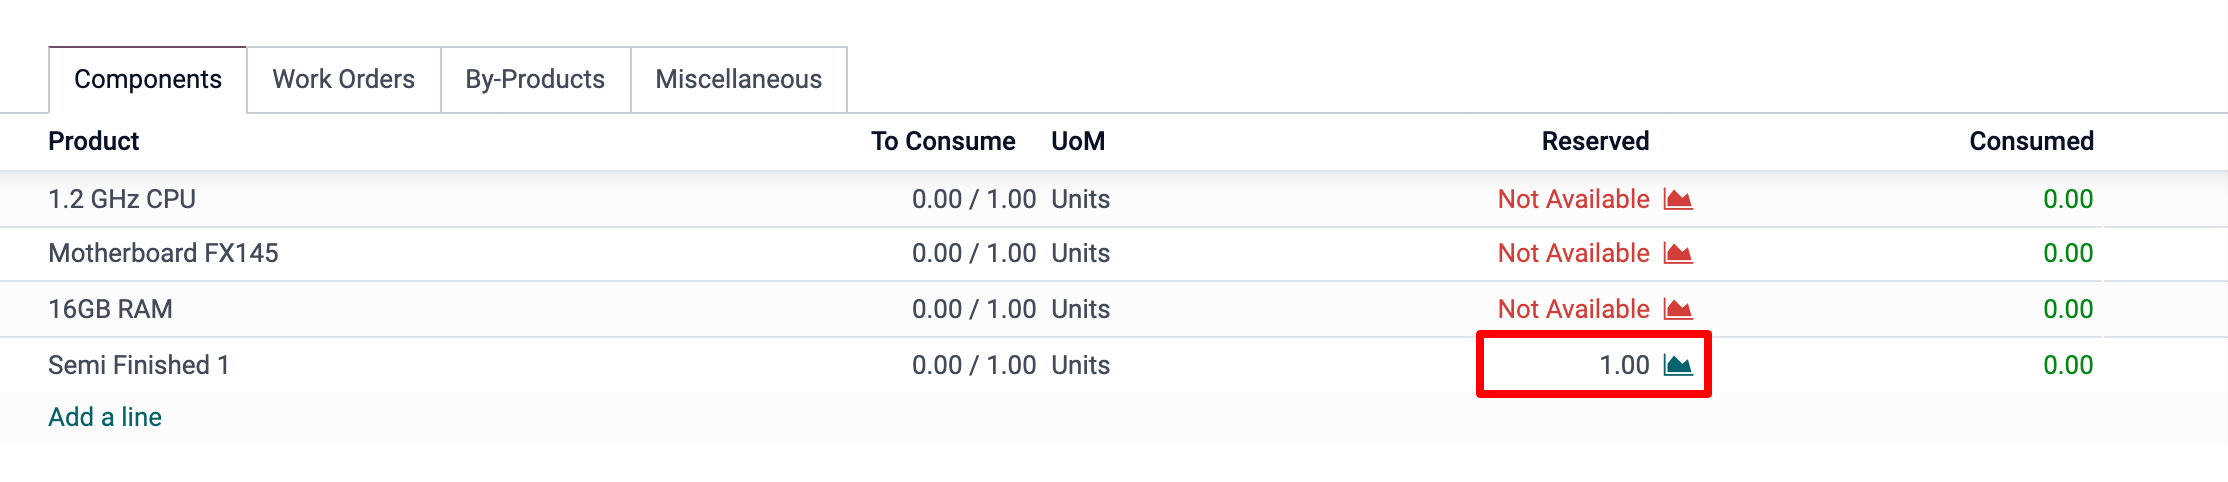 Components Work Orders By-Products Miscellaneous
Product To Consume UoM Reserved Consumed
1.2 GHz CPU 0.00 / 1.00 Units Not Available 0.00
Motherboard FX145 0.00 / 1.00 Units Not Available 0.00
16GB RAM 0.00 / 1.00 Units Not Available 0.00
Semi Finished 1 0.00 / 1.00 Units 1.00 0.00
Add a line